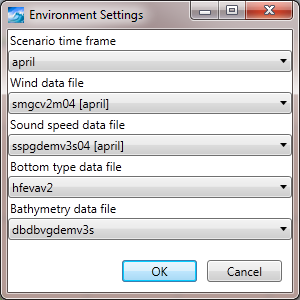 Environment Settings
Scenario time frame
april
Wind data file
smgcv2m04 [april]
Sound speed data file
sspgdemv3s04 [april]
Bottom type data file
hfevav2
Bathymetry data file
dbdbvgdemv3s
OK
Cancel